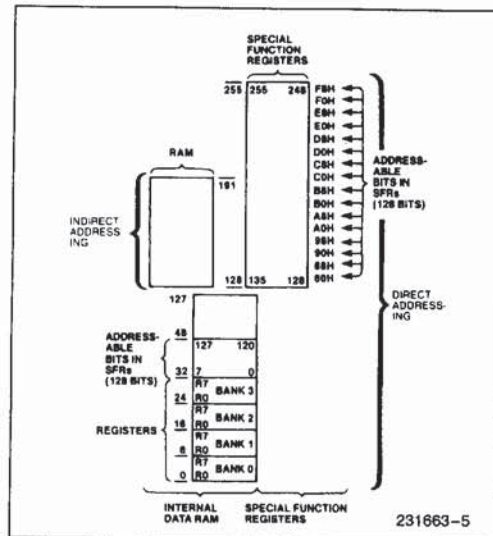 SPECIAL
FUNCTION
REGISTERS
255 255 248
F8H
F0H
E8H
E0H
D8H
D0H
C8H
C0H
B8H
B0H
A8H
A0H
98H
90H
88H
80H
ADDRESS-
ABLE
BITS IN
SFRs
(128 BITS)
RAM
191
INDIRECT
ADDRESS
ING
128 135 128
DIRECT
ADDRESS-
ING
127
48
ADDRESS-
ABLE
BITS IN
SFRs
(128 BITS)
127 120
32 7 0
R7
R0 BANK 3
24
R7
R0 BANK 2
16
REGISTERS
R7
R0 BANK 1
8
R7
R0 BANK 0
0
INTERNAL
DATA RAM
SPECIAL FUNCTION
REGISTERS
231663-5